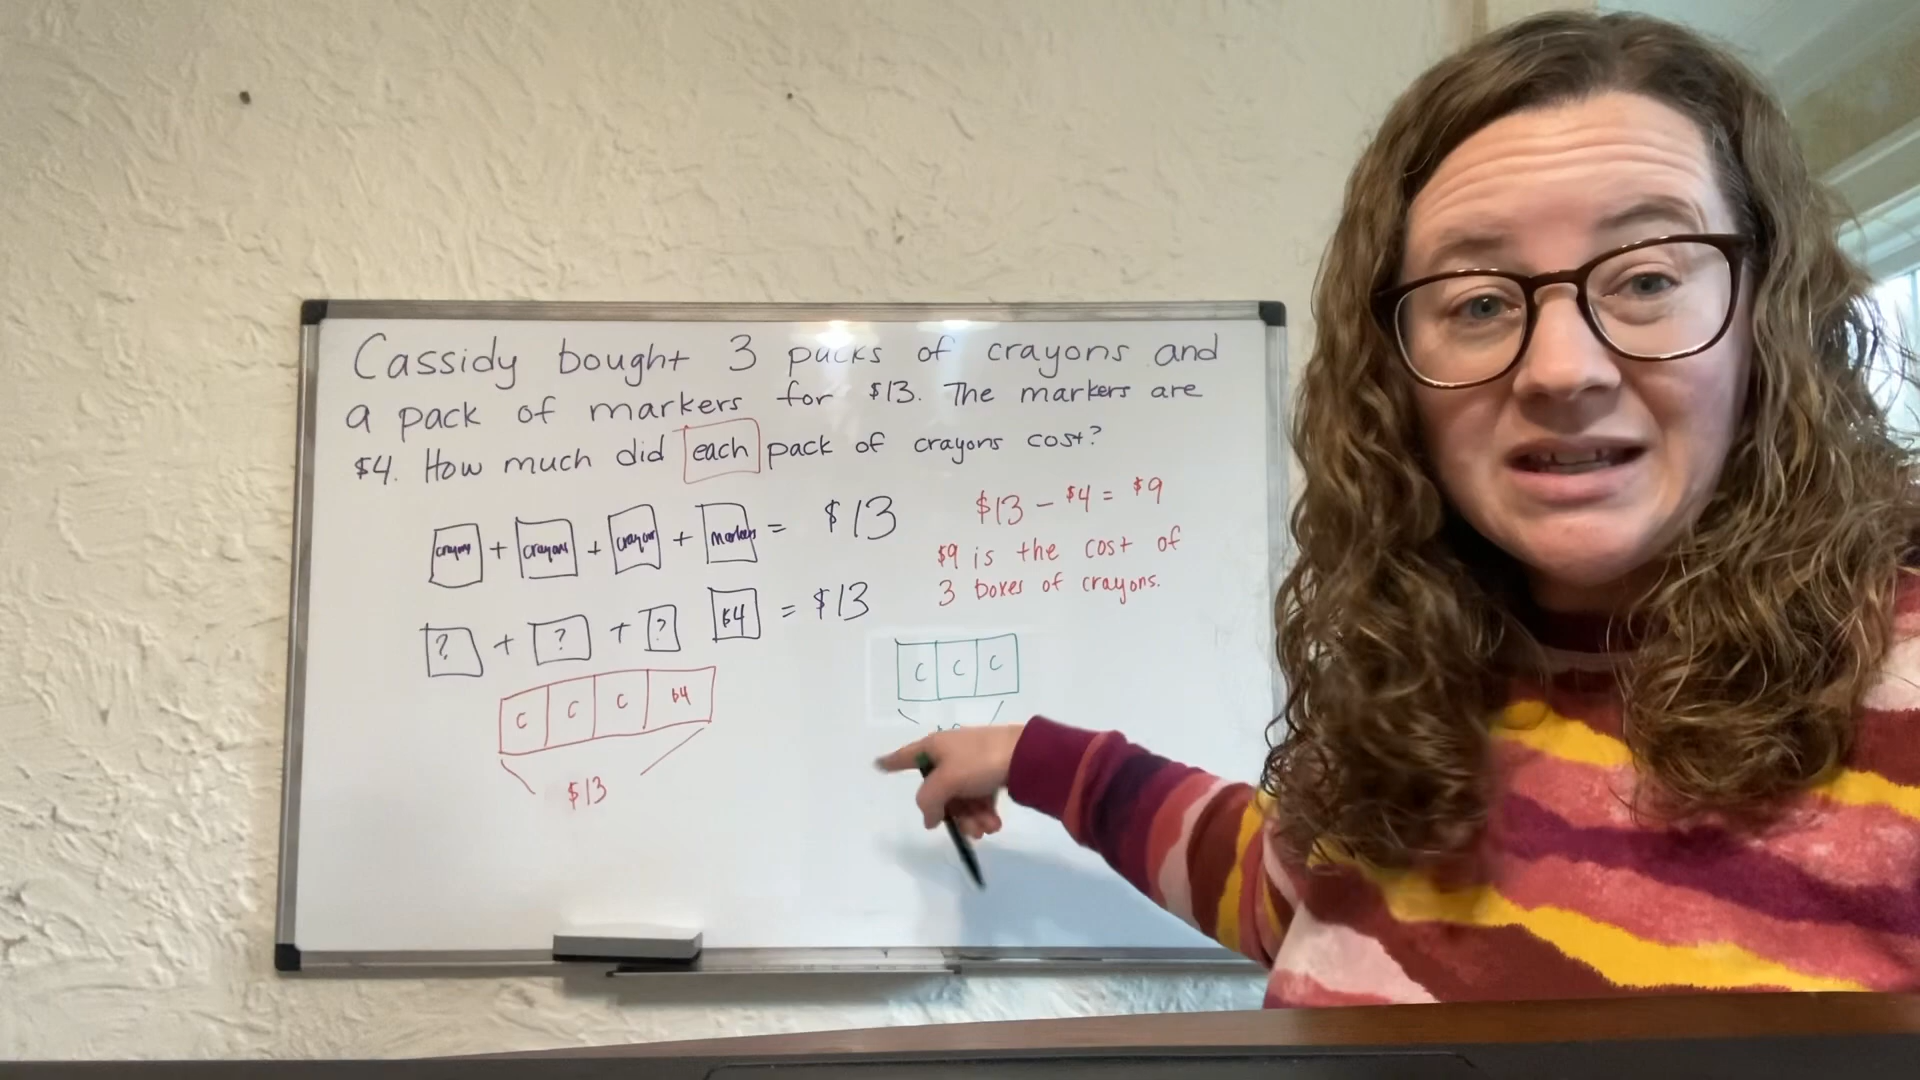 Cassidy bought 3 packs of crayons and
a pack of markers for $13. The markers are
$4. How much did each pack of crayons cost?
crayons + crayons + crayons + markers = $13
? + ? + ? $4 = $13
C C C $4
$13
$13 - $4 = $9
$9 is the cost of
3 boxes of crayons.
C C C